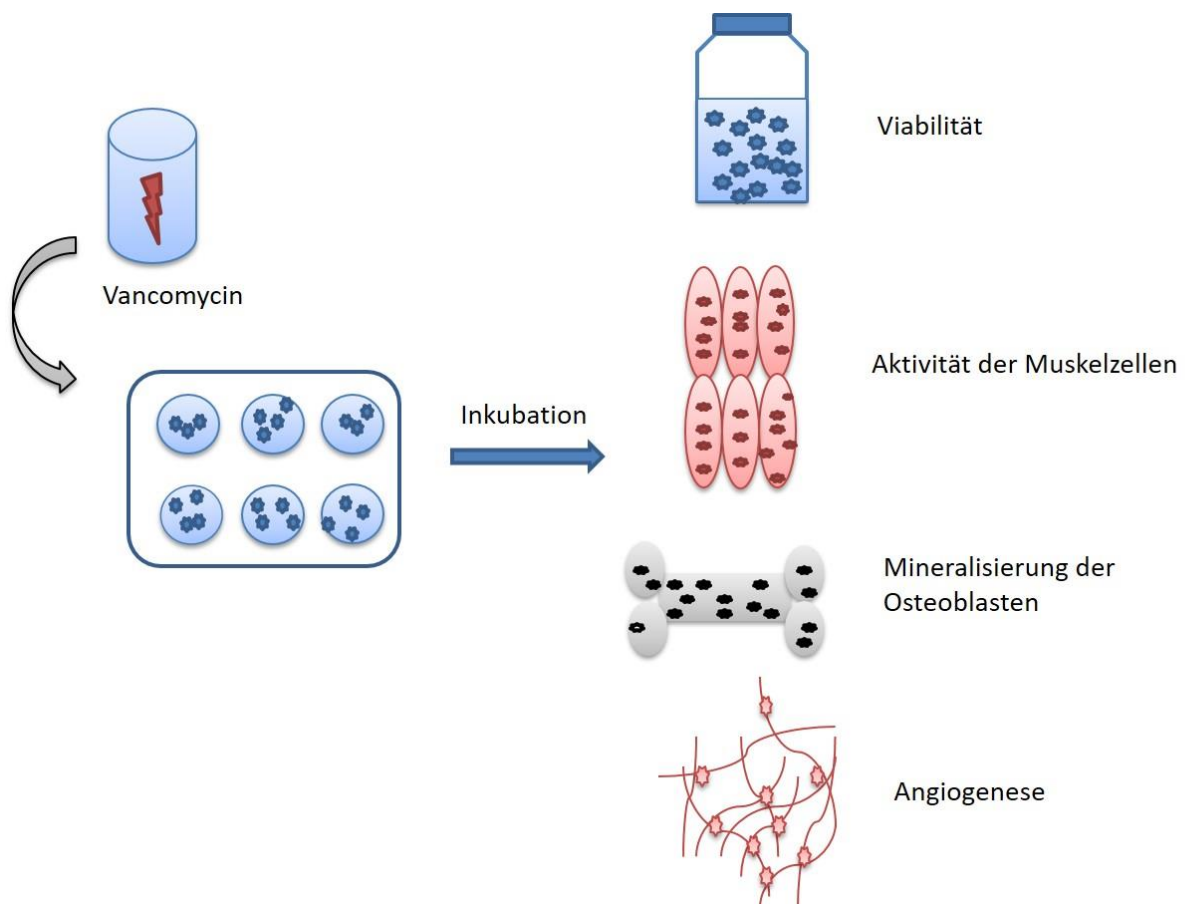 Viabilität
Vancomycin
Aktivität der Muskelzellen
Inkubation
Mineralisierung der
Osteoblasten
Angiogenese